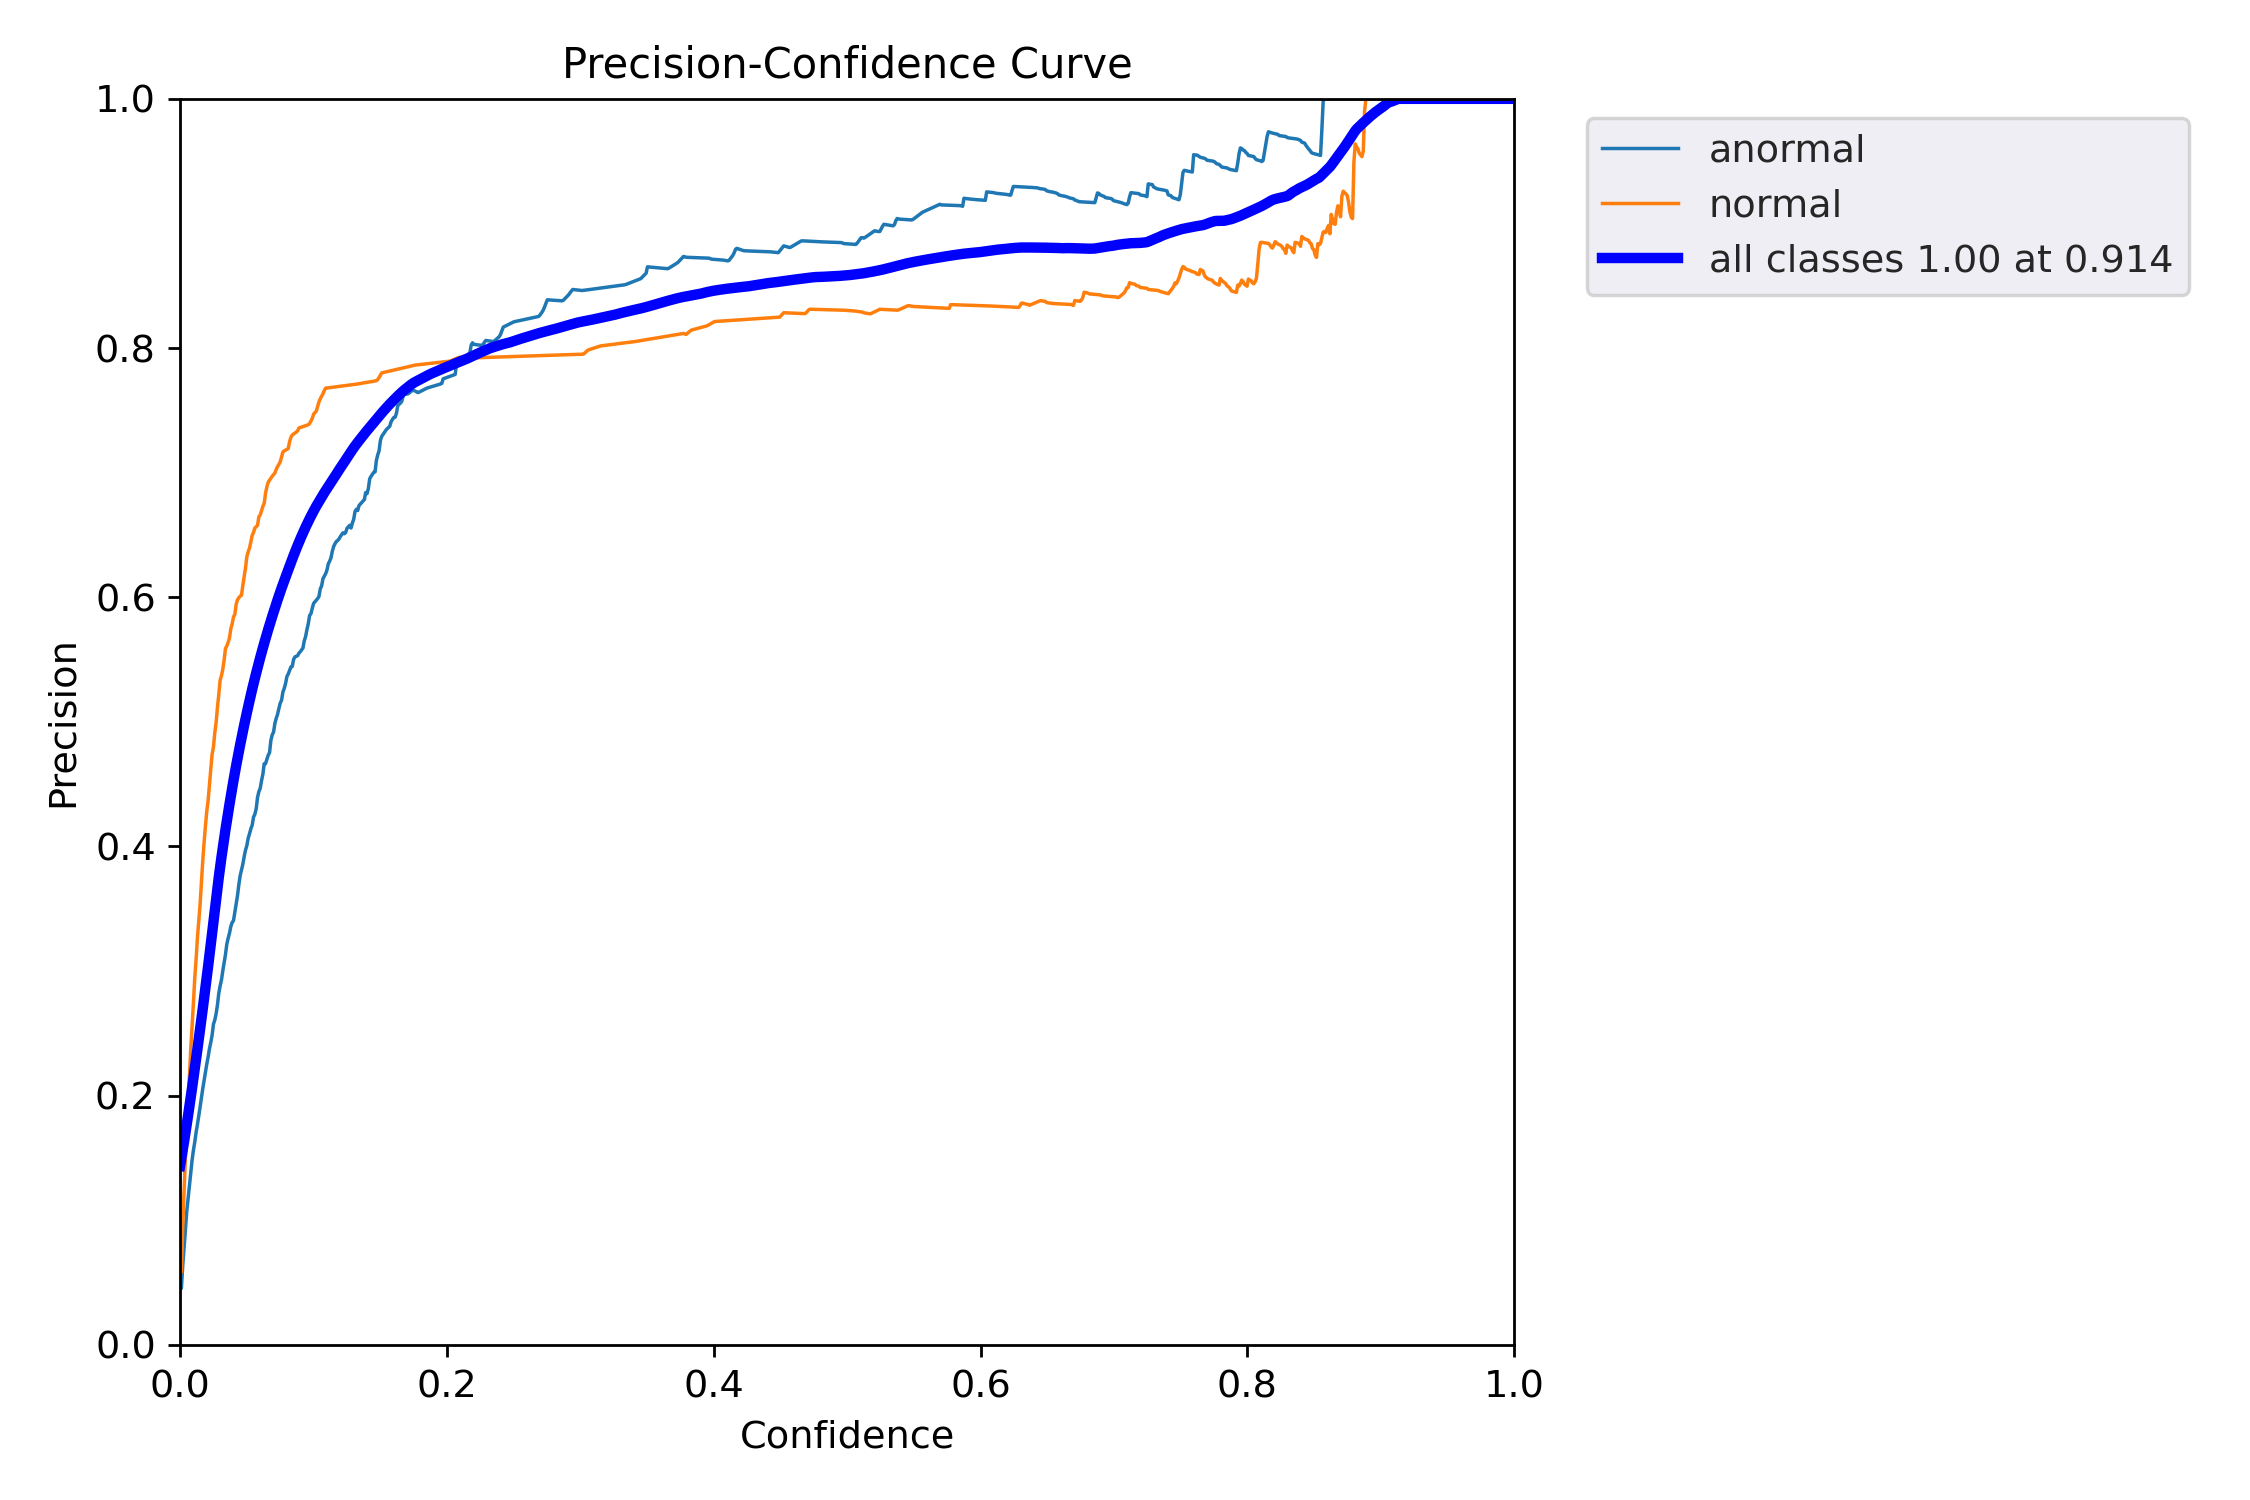 Precision-Confidence Curve
1.0
0.8
0.6
0.4
0.2
0.0
Precision
0.0 0.2 0.4 0.6 0.8 1.0
Confidence
anormal
normal
all classes 1.00 at 0.914